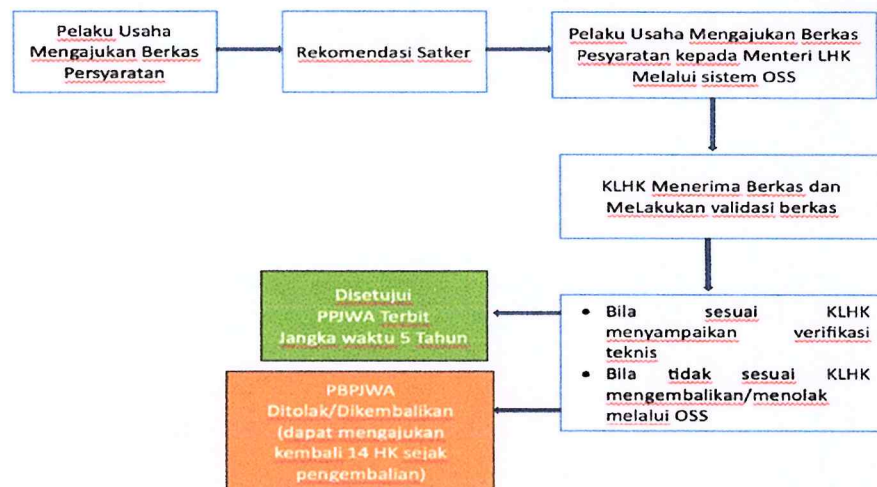 Pelaku Usaha
Mengajukan Berkas
Persyaratan
Rekomendasi Satker
Pelaku Usaha Mengajukan Berkas
Pesyaratan kepada Menteri LHK
Melalui sistem OSS
KLHK Menerima Berkas dan
MeLakukan validasi berkas
• Bila sesuai KLHK
menyampaikan verifikasi
teknis
• Bila tidak sesuai KLHK
mengembalikan/menolak
melalui OSS
Disetujui
PPJWA Terbit
Jangka waktu 5 Tahun
PBPJWA
Ditolak/Dikembalikan
(dapat mengajukan
kembali 14 HK sejak
pengembalian)